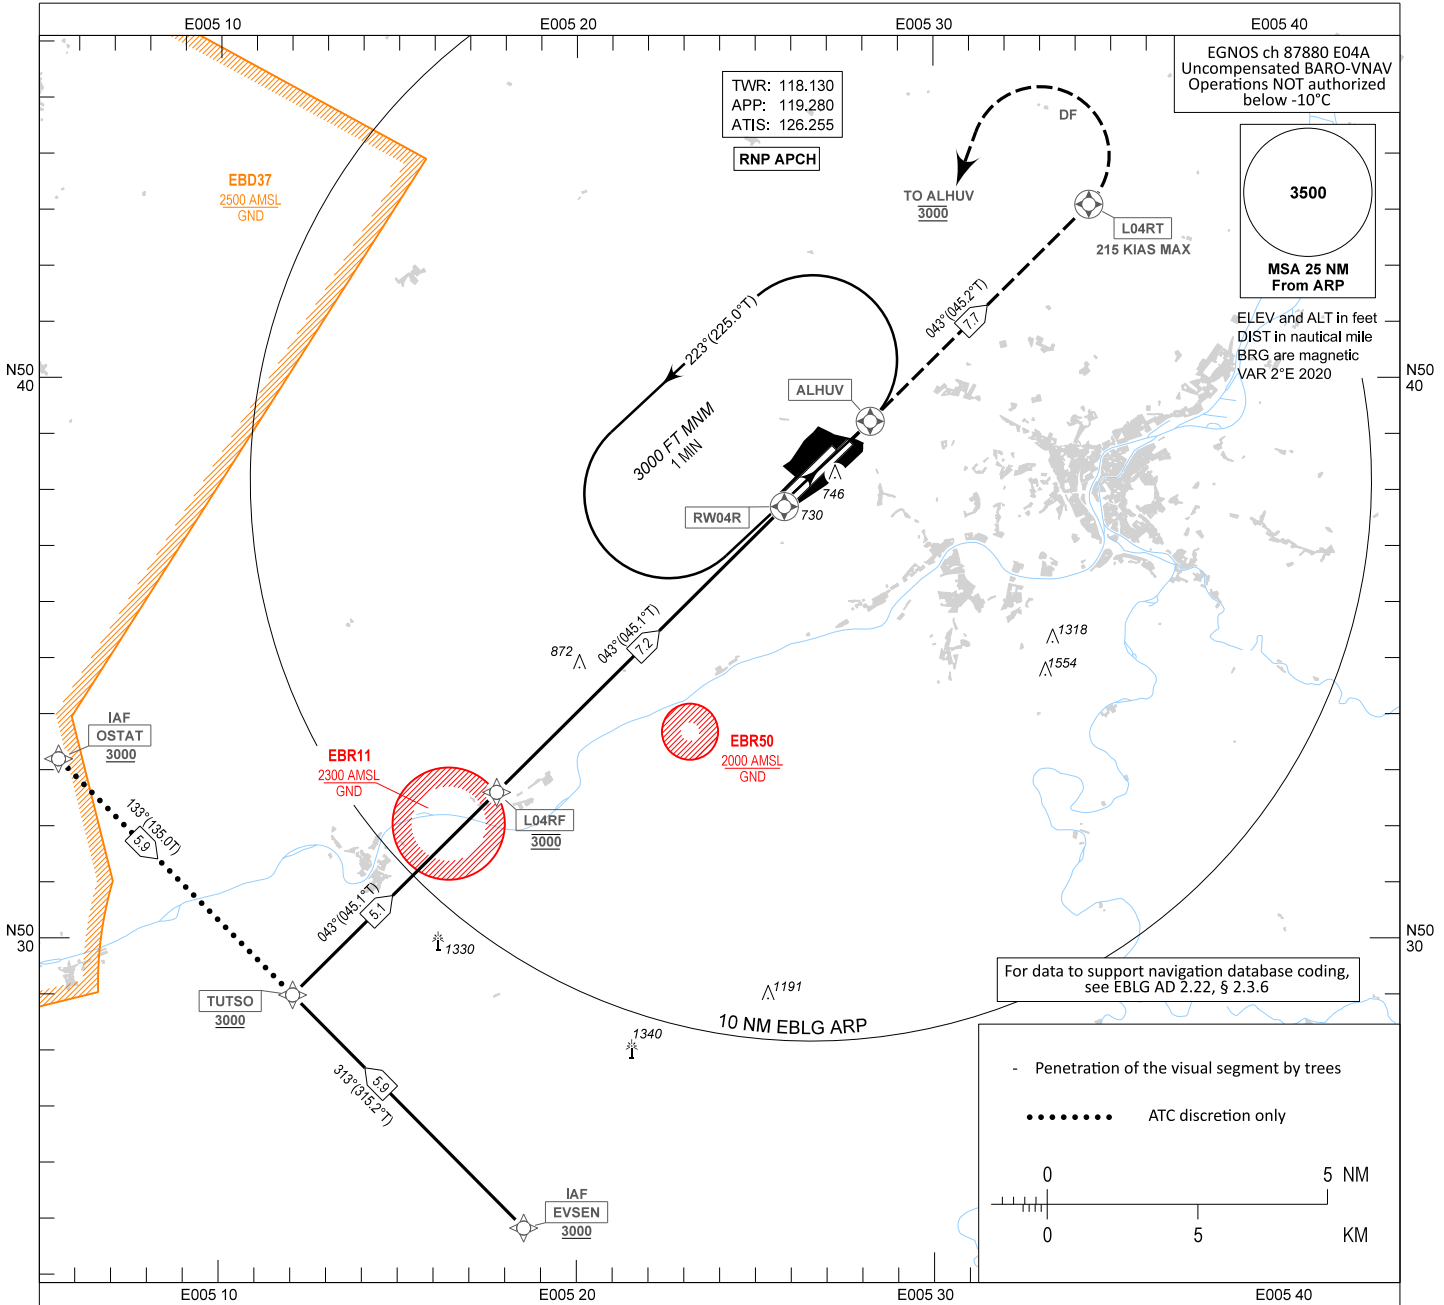 E005 10
E005 20
E005 30
E005 40
EGNOS ch 87880 E04A
Uncompensated BARO-VNAV
Operations NOT authorized
below -10°C
TWR: 118.130
APP: 119.280
ATIS: 126.255
RNP APCH
DF
EBD37
2500 AMSL
GND
TO ALHUV
3000
L04RT
215 KIAS MAX
3500
MSA 25 NM
From ARP
ELEV and ALT in feet
DIST in nautical mile
BRG are magnetic
VAR 2°E 2020
043°(045.2°T)
7.7
223°(225.0°T)
3000 FT MNM
1 MIN
N50
40
N50
40
ALHUV
746
RW04R
730
043°(045.1°T)
7.2
872
1318
1554
IAF
OSTAT
3000
EBR11
2300 AMSL
GND
EBR50
2000 AMSL
GND
L04RF
3000
133°(135.0T)
5.9
043°(045.1°T)
5.1
N50
30
N50
30
1330
1191
1340
TUTSO
3000
10 NM EBLG ARP
For data to support navigation database coding,
see EBLG AD 2.22, § 2.3.6
5.9
313°(315.2°T)
IAF
EVSEN
3000
- Penetration of the visual segment by trees
ATC discretion only
0 5 NM
0 5 KM
E005 10
E005 20
E005 30
E005 40